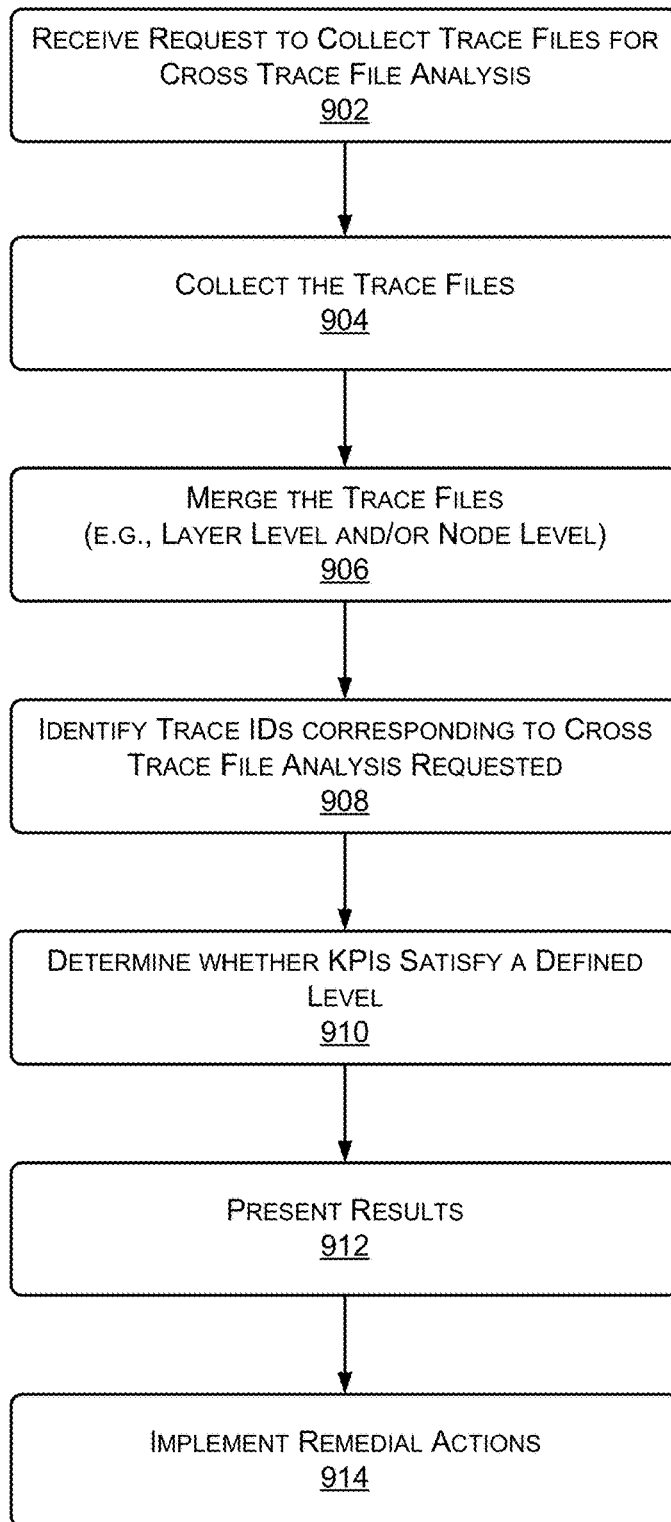 Receive Request to Collect Trace Files for
Cross Trace File Analysis
902
Collect the Trace Files
904
Merge the Trace Files
(e.g., Layer Level and/or Node Level)
906
Identify Trace IDs corresponding to Cross
Trace File Analysis Requested
908
Determine whether KPIs Satisfy a Defined
Level
910
Present Results
912
Implement Remedial Actions
914